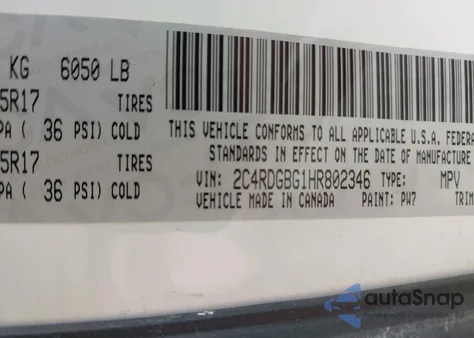 KG 6050 LB
5R17 TIRES
PA ( 36 PSI) COLD
5R17 TIRES
PA ( 36 PSI) COLD
THIS VEHICLE CONFORMS TO ALL APPLICABLE U.S.A. FEDERA
STANDARDS IN EFFECT ON THE DATE OF MANUFACTURE
VIN: 2C4RDGBG1HR802346 TYPE: MPV
VEHICLE MADE IN CANADA PAINT: PW7 TRIM
autoSnap